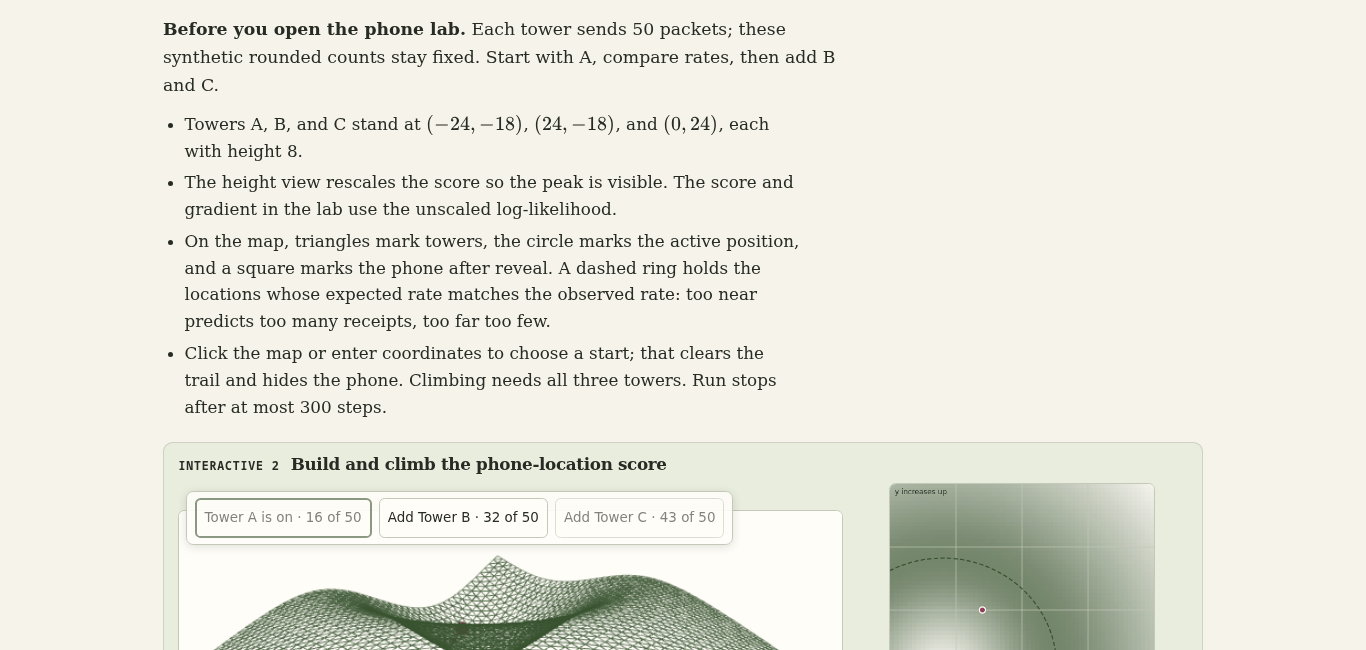 Before you open the phone lab. Each tower sends 50 packets; these
synthetic rounded counts stay fixed. Start with A, compare rates, then add B
and C.
• Towers A, B, and C stand at (−24, −18), (24, −18), and (0, 24), each
with height 8.
• The height view rescales the score so the peak is visible. The score and
gradient in the lab use the unscaled log-likelihood.
• On the map, triangles mark towers, the circle marks the active position,
and a square marks the phone after reveal. A dashed ring holds the
locations whose expected rate matches the observed rate: too near
predicts too many receipts, too far too few.
• Click the map or enter coordinates to choose a start; that clears the
trail and hides the phone. Climbing needs all three towers. Run stops
after at most 300 steps.
INTERACTIVE 2 Build and climb the phone-location score
Tower A is on · 16 of 50
Add Tower B · 32 of 50
Add Tower C · 43 of 50
y increases up